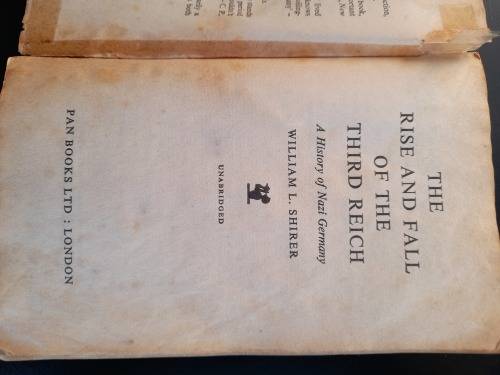 THE
RISE AND FALL
OF THE
THIRD REICH
A History of Nazi Germany
WILLIAM L. SHIRER
UNABRIDGED
PAN BOOKS LTD : LONDON